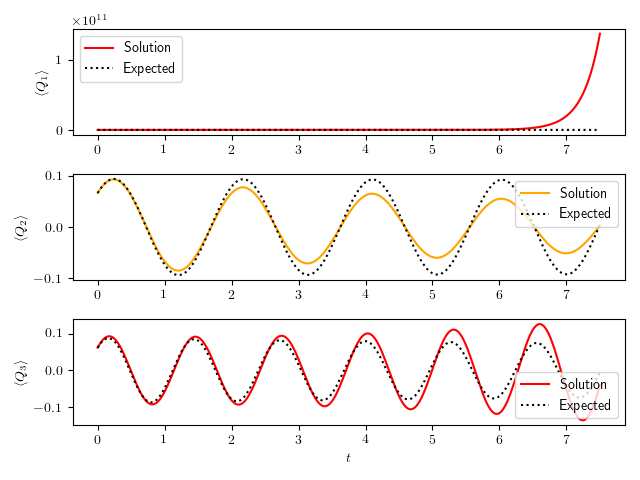 ×10¹¹
1
0
⟨Q₁⟩
Solution
Expected
0 1 2 3 4 5 6 7
0.1
0.0
−0.1
⟨Q₂⟩
Solution
Expected
0 1 2 3 4 5 6 7
0.1
0.0
−0.1
⟨Q₃⟩
Solution
Expected
0 1 2 3 4 5 6 7
t